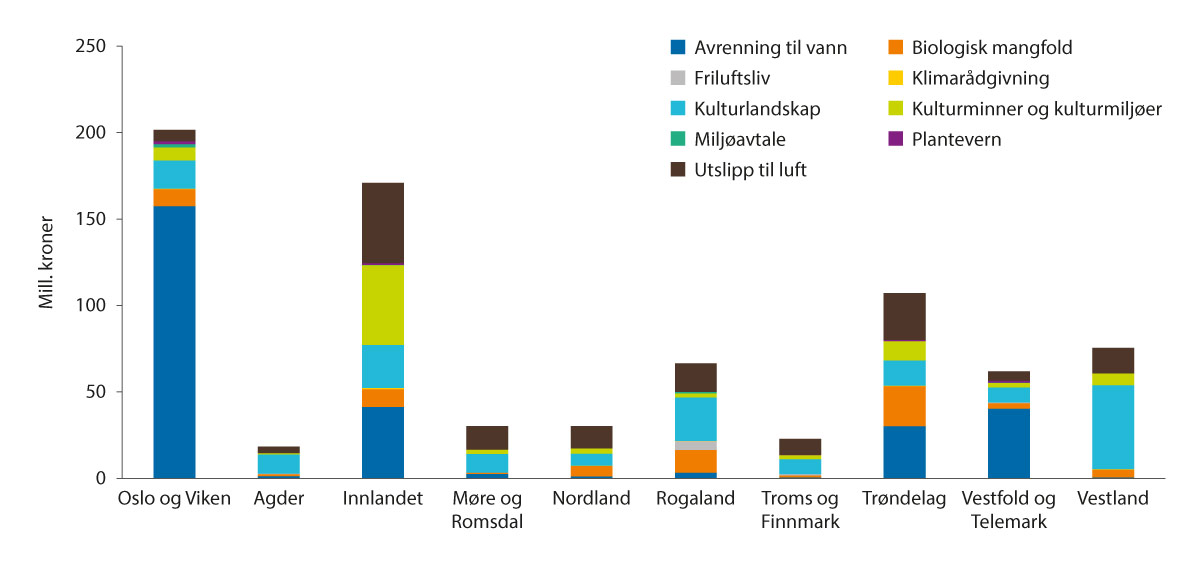 250
200
150
100
50
0
Mill. kroner
Avrenning til vann
Biologisk mangfold
Friluftsliv
Klimarådgivning
Kulturlandskap
Kulturminner og kulturmiljøer
Miljøavtale
Plantevern
Utslipp til luft
Oslo og Viken
Agder
Innlandet
Møre og
Romsdal
Nordland
Rogaland
Troms og
Finnmark
Trøndelag
Vestfold og
Telemark
Vestland